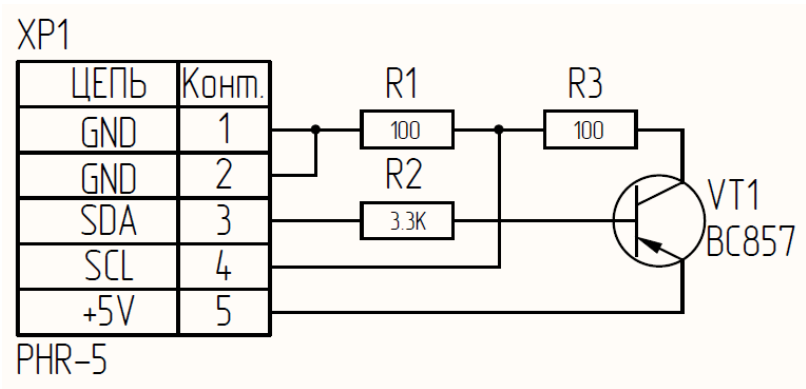 XP1
ЦЕПЬ Конт.
GND 1
GND 2
SDA 3
SCL 4
+5V 5
PHR-5
R1
100
R2
3.3K
R3
100
VT1
BC857